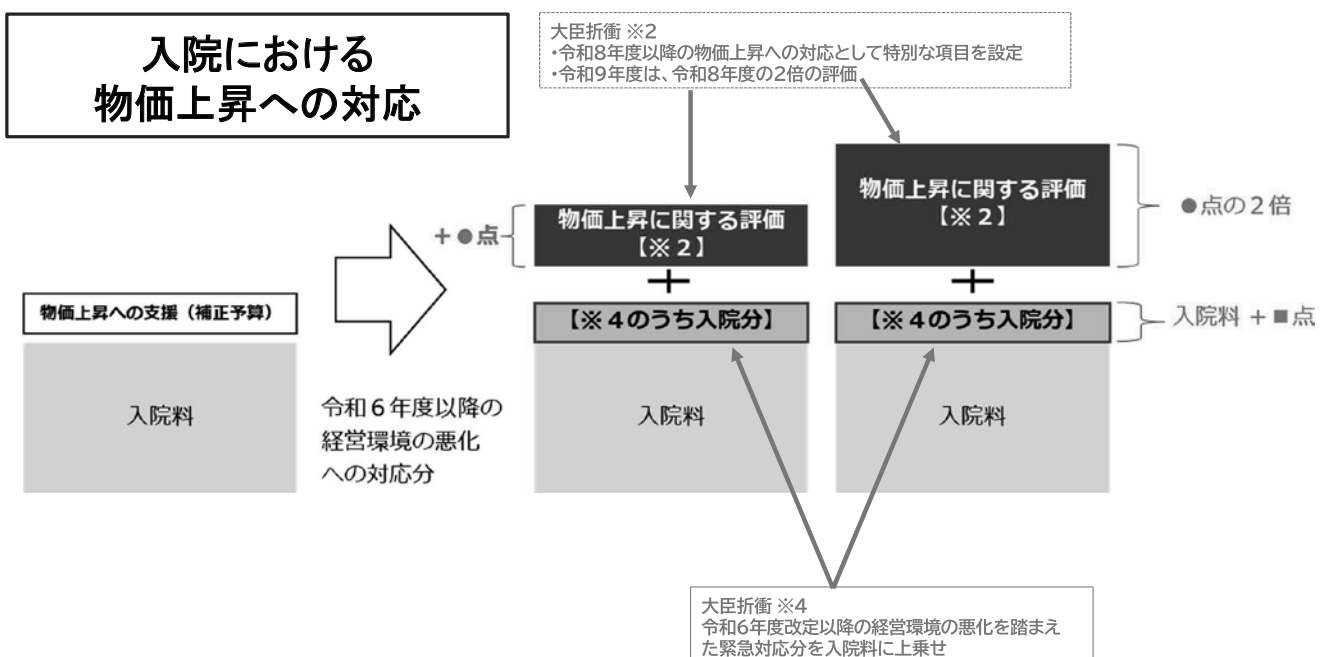 入院における
物価上昇への対応
大臣折衝 ※2
・令和8年度以降の物価上昇への対応として特別な項目を設定
・令和9年度は、令和8年度の2倍の評価
物価上昇への支援（補正予算）
入院料
令和６年度以降の
経営環境の悪化
への対応分
＋●点
物価上昇に関する評価
【※２】
＋
【※４のうち入院分】
入院料
物価上昇に関する評価
【※２】
＋
【※４のうち入院分】
入院料
●点の２倍
入院料＋■点
大臣折衝 ※4
令和6年度改定以降の経営環境の悪化を踏まえ
た緊急対応分を入院料に上乗せ